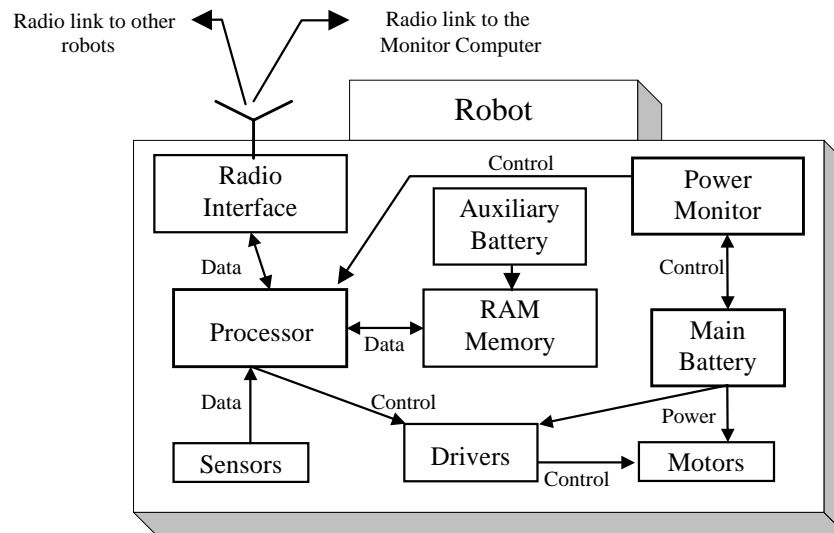 Radio link to other
robots
Radio link to the
Monitor Computer
Robot
Radio
Interface
Control
Power
Monitor
Auxiliary
Battery
Data
Control
Processor
Data
RAM
Memory
Main
Battery
Data
Control
Power
Sensors
Drivers
Control
Motors